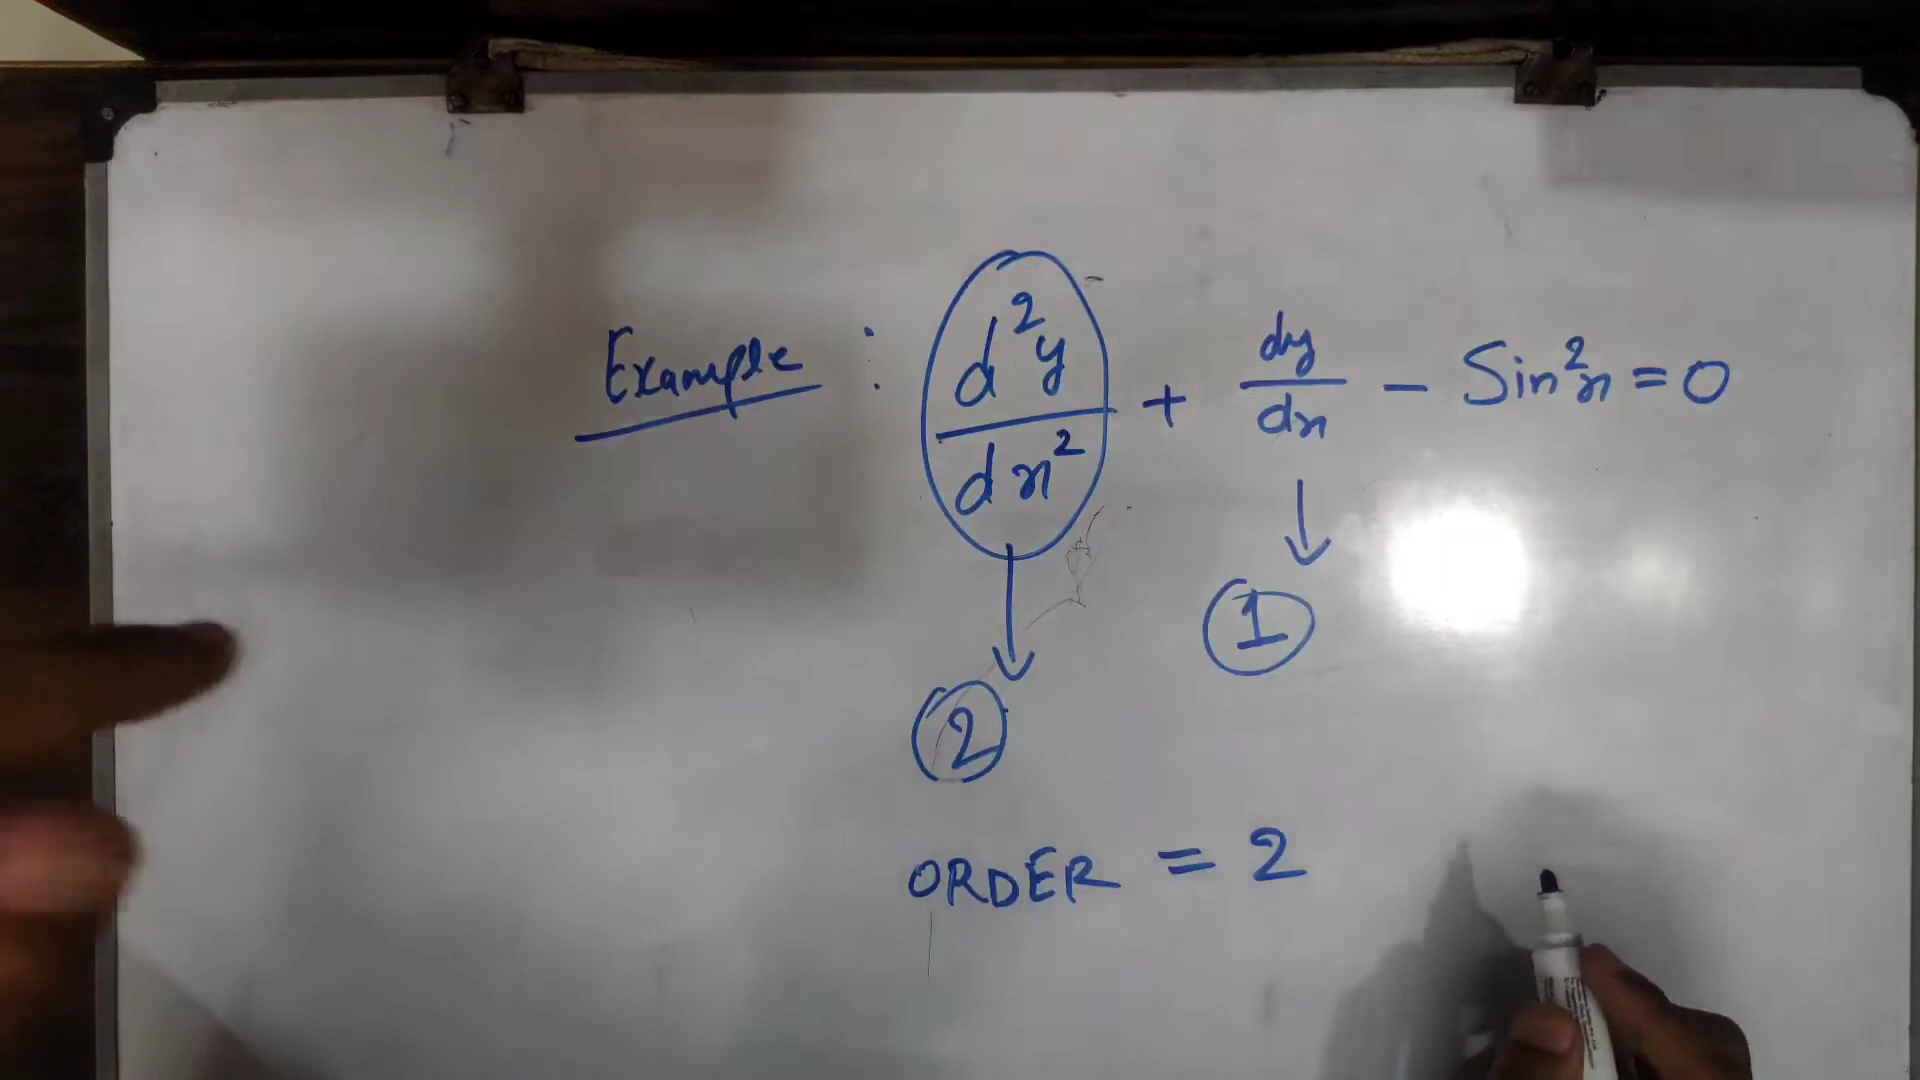 Example : d²y/dx² + dy/dx - Sin²x = 0
1
2
ORDER = 2